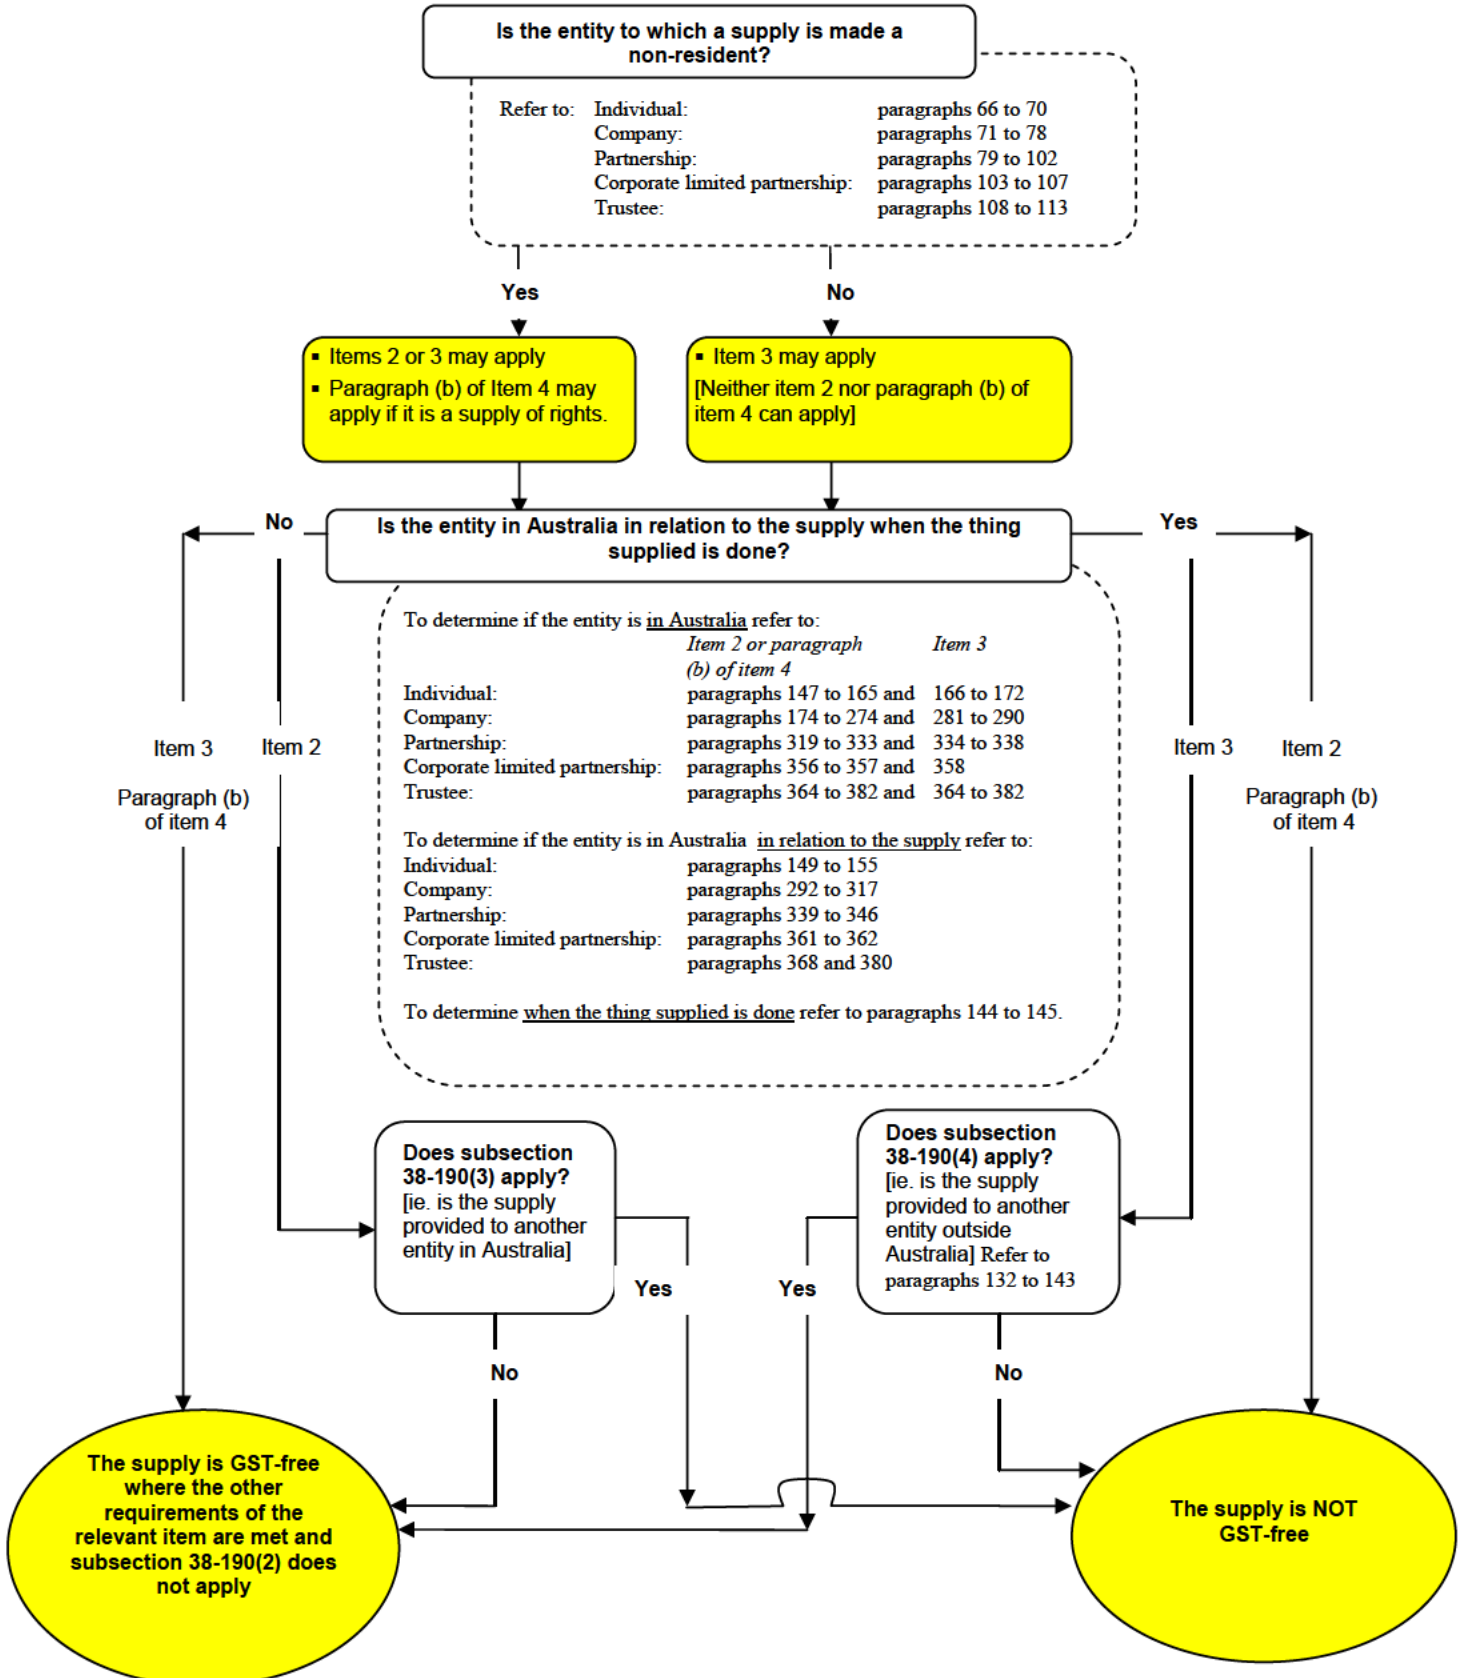 Is the entity to which a supply is made a
non-resident?
Refer to: Individual: paragraphs 66 to 70
Company: paragraphs 71 to 78
Partnership: paragraphs 79 to 102
Corporate limited partnership: paragraphs 103 to 107
Trustee: paragraphs 108 to 113
Yes
No
▪ Items 2 or 3 may apply
▪ Paragraph (b) of Item 4 may
apply if it is a supply of rights.
▪ Item 3 may apply
[Neither item 2 nor paragraph (b) of
item 4 can apply]
No
Is the entity in Australia in relation to the supply when the thing
supplied is done?
Yes
To determine if the entity is in Australia refer to:
Item 2 or paragraph Item 3
(b) of item 4
Individual: paragraphs 147 to 165 and 166 to 172
Company: paragraphs 174 to 274 and 281 to 290
Partnership: paragraphs 319 to 333 and 334 to 338
Corporate limited partnership: paragraphs 356 to 357 and 358
Trustee: paragraphs 364 to 382 and 364 to 382
To determine if the entity is in Australia in relation to the supply refer to:
Individual: paragraphs 149 to 155
Company: paragraphs 292 to 317
Partnership: paragraphs 339 to 346
Corporate limited partnership: paragraphs 361 to 362
Trustee: paragraphs 368 and 380
To determine when the thing supplied is done refer to paragraphs 144 to 145.
Item 3
Paragraph (b)
of item 4
Item 2
Item 3
Item 2
Paragraph (b)
of item 4
Does subsection
38-190(3) apply?
[ie. is the supply
provided to another
entity in Australia]
Does subsection
38-190(4) apply?
[ie. is the supply
provided to another
entity outside
Australia] Refer to
paragraphs 132 to 143
Yes
Yes
No
No
The supply is GST-free
where the other
requirements of the
relevant item are met and
subsection 38-190(2) does
not apply
The supply is NOT
GST-free